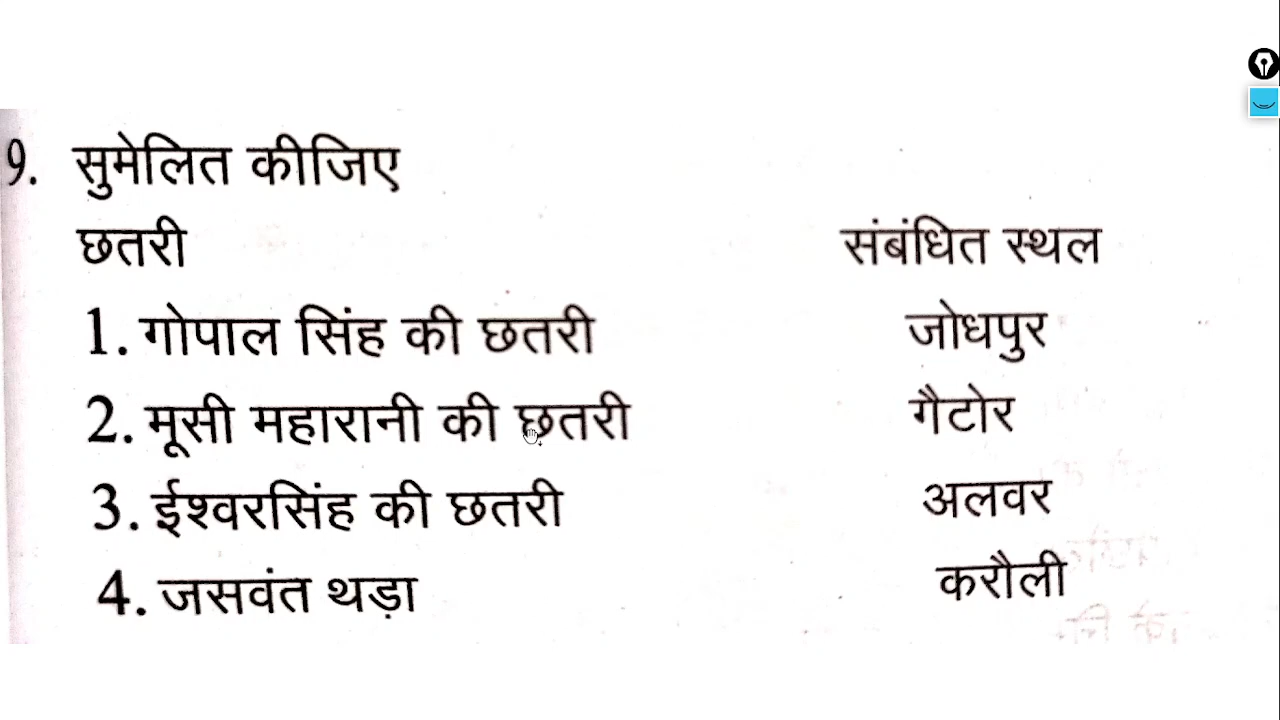 9. सुमेलित कीजिए
छतरी संबंधित स्थल
1. गोपाल सिंह की छतरी जोधपुर
2. मूसी महारानी की छतरी गैटोर
3. ईश्वरसिंह की छतरी अलवर
4. जसवंत थड़ा करौली